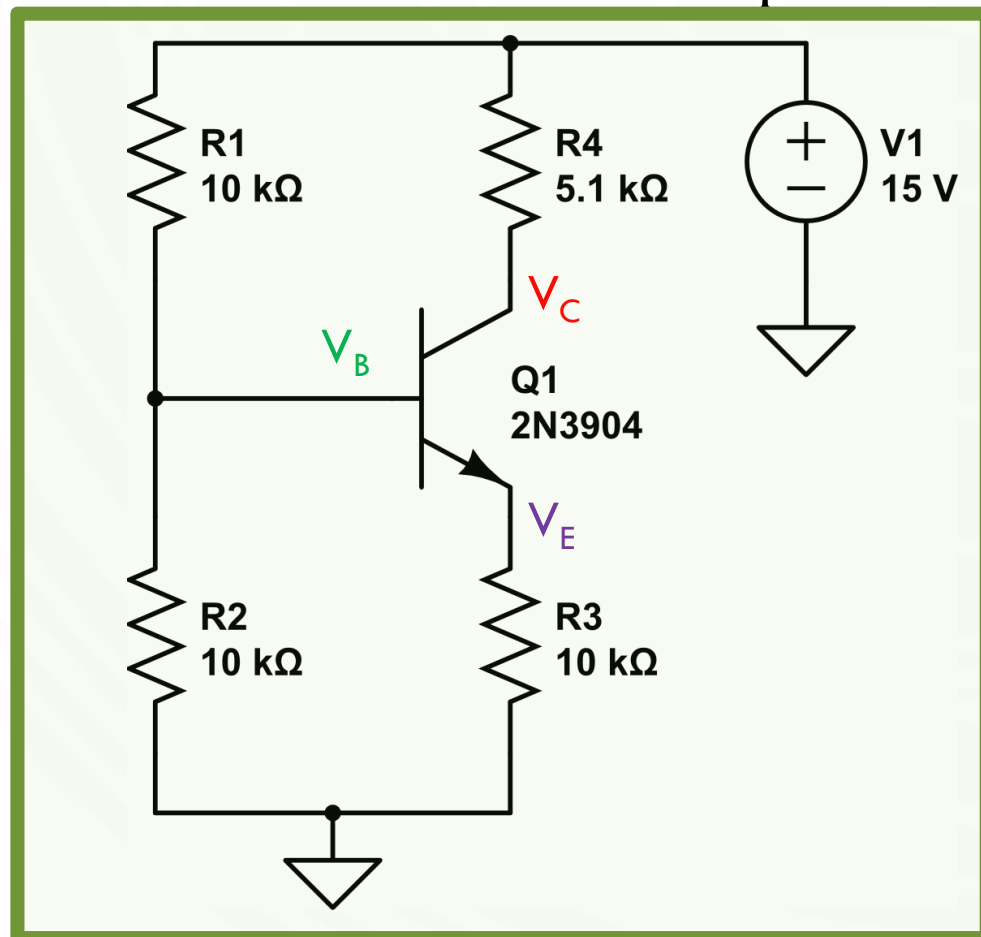 R1
10 kΩ
R4
5.1 kΩ
+
−
V1
15 V
VC
VB
Q1
2N3904
VE
R2
10 kΩ
R3
10 kΩ